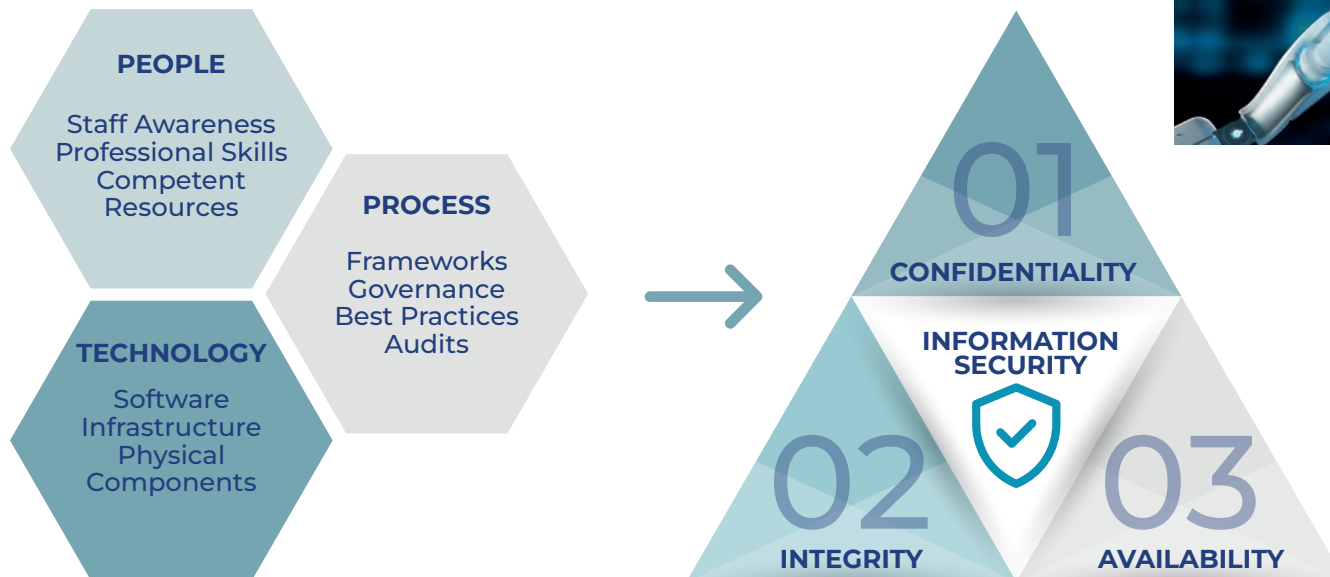 PEOPLE
Staff Awareness
Professional Skills
Competent
Resources
PROCESS
Frameworks
Governance
Best Practices
Audits
TECHNOLOGY
Software
Infrastructure
Physical
Components
01
CONFIDENTIALITY
INFORMATION
SECURITY
02
INTEGRITY
03
AVAILABILITY